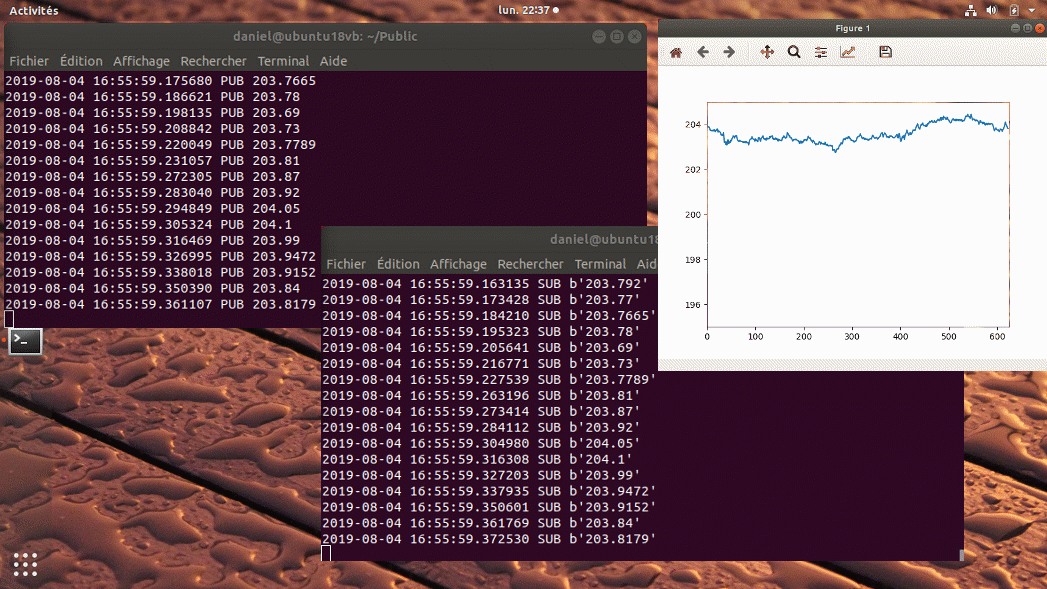 Activités
lun. 22:37
daniel@ubuntu18vb: ~/Public
Fichier Édition Affichage Rechercher Terminal Aide
2019-08-04 16:55:59.175680 PUB 203.7665
2019-08-04 16:55:59.186621 PUB 203.78
2019-08-04 16:55:59.198135 PUB 203.69
2019-08-04 16:55:59.208842 PUB 203.73
2019-08-04 16:55:59.220049 PUB 203.7789
2019-08-04 16:55:59.231057 PUB 203.81
2019-08-04 16:55:59.272305 PUB 203.87
2019-08-04 16:55:59.283040 PUB 203.92
2019-08-04 16:55:59.294849 PUB 204.05
2019-08-04 16:55:59.305324 PUB 204.1
2019-08-04 16:55:59.316469 PUB 203.99
2019-08-04 16:55:59.326995 PUB 203.9472
2019-08-04 16:55:59.338018 PUB 203.9152
2019-08-04 16:55:59.350390 PUB 203.84
2019-08-04 16:55:59.361107 PUB 203.8179
daniel@ubuntu18
Fichier Édition Affichage Rechercher Terminal Aid
2019-08-04 16:55:59.163135 SUB b'203.792'
2019-08-04 16:55:59.173428 SUB b'203.77'
2019-08-04 16:55:59.184210 SUB b'203.7665'
2019-08-04 16:55:59.195323 SUB b'203.78'
2019-08-04 16:55:59.205641 SUB b'203.69'
2019-08-04 16:55:59.216771 SUB b'203.73'
2019-08-04 16:55:59.227539 SUB b'203.7789'
2019-08-04 16:55:59.263196 SUB b'203.81'
2019-08-04 16:55:59.273414 SUB b'203.87'
2019-08-04 16:55:59.284112 SUB b'203.92'
2019-08-04 16:55:59.304980 SUB b'204.05'
2019-08-04 16:55:59.316308 SUB b'204.1'
2019-08-04 16:55:59.327203 SUB b'203.99'
2019-08-04 16:55:59.337935 SUB b'203.9472'
2019-08-04 16:55:59.350601 SUB b'203.9152'
2019-08-04 16:55:59.361769 SUB b'203.84'
2019-08-04 16:55:59.372530 SUB b'203.8179'
Figure 1
204
202
200
198
196
0 100 200 300 400 500 600